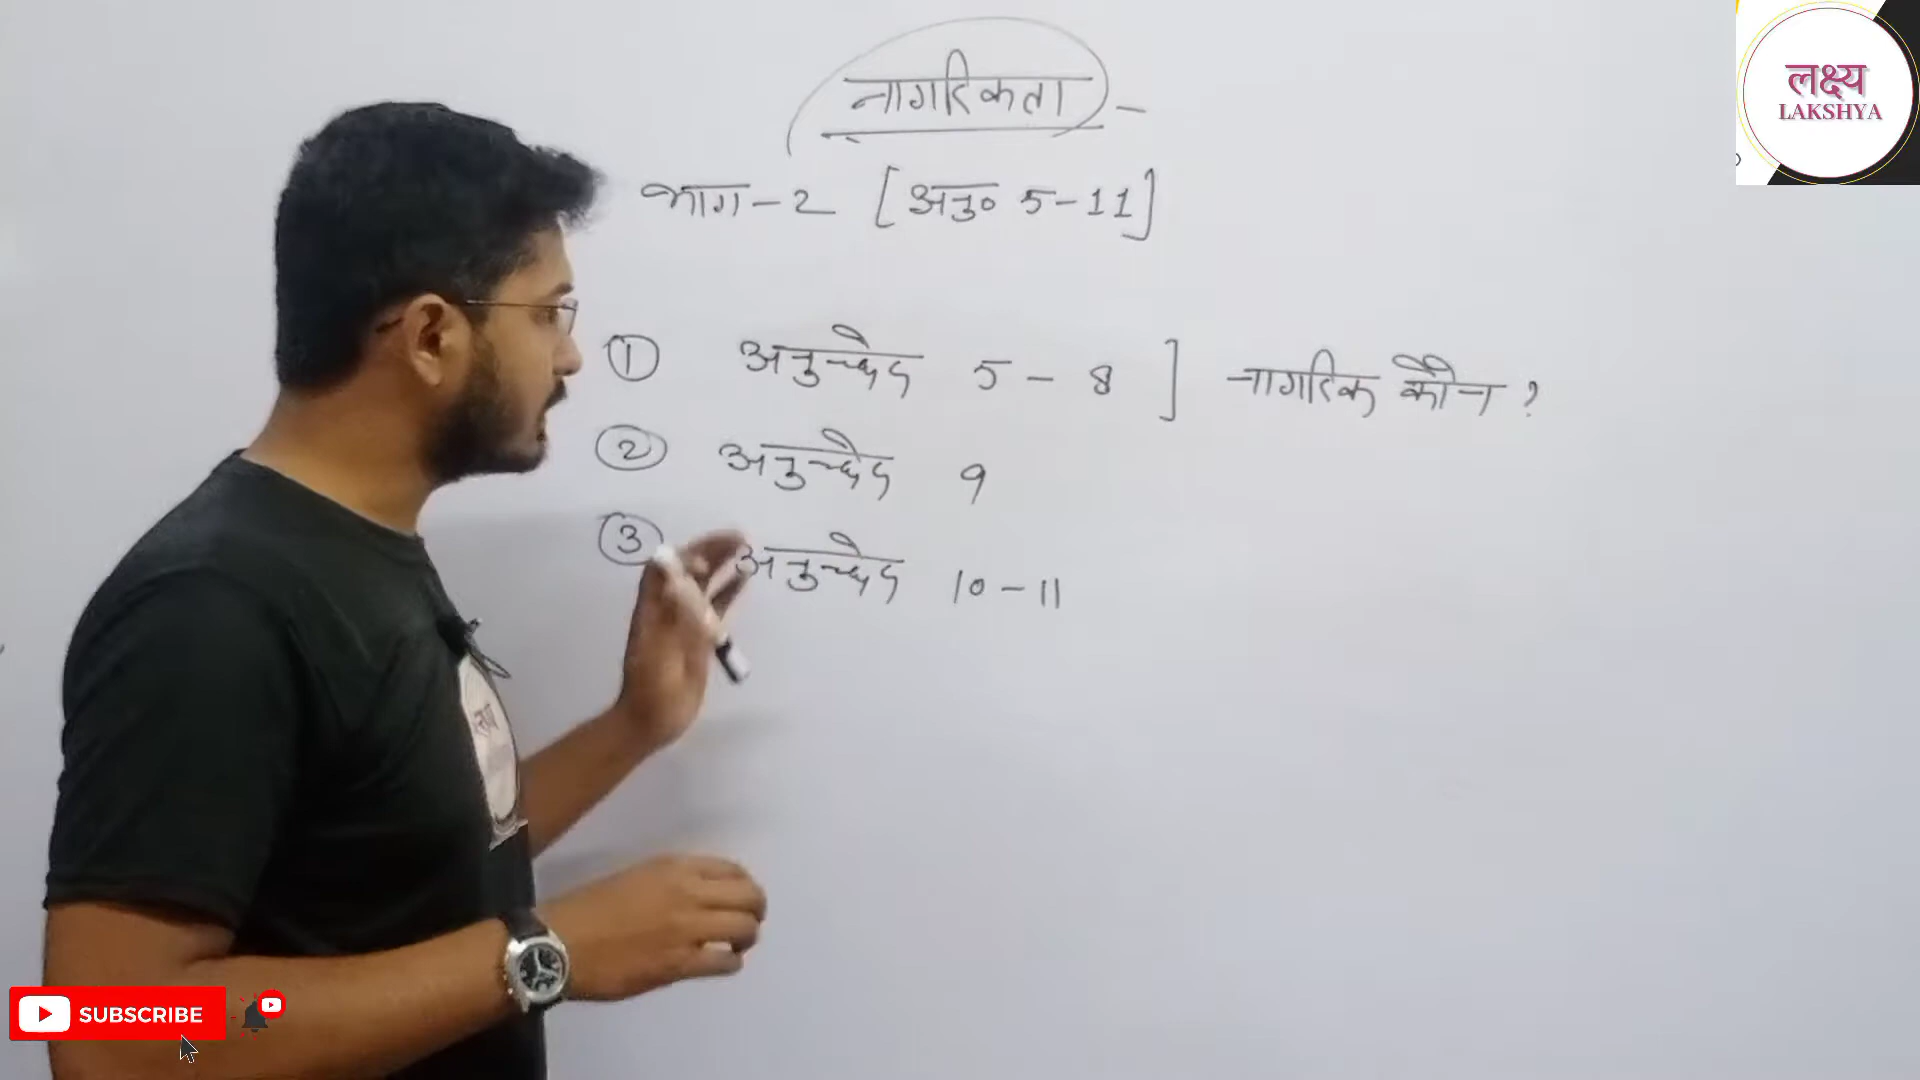 नागरिकता -
भाग - 2 [अनु० 5 - 11]
① अनुच्छेद 5 - 8 ] नागरिक कौन ?
② अनुच्छेद 9
③ अनुच्छेद 10 - 11
लक्ष्य
LAKSHYA
लक्ष्य
SUBSCRIBE